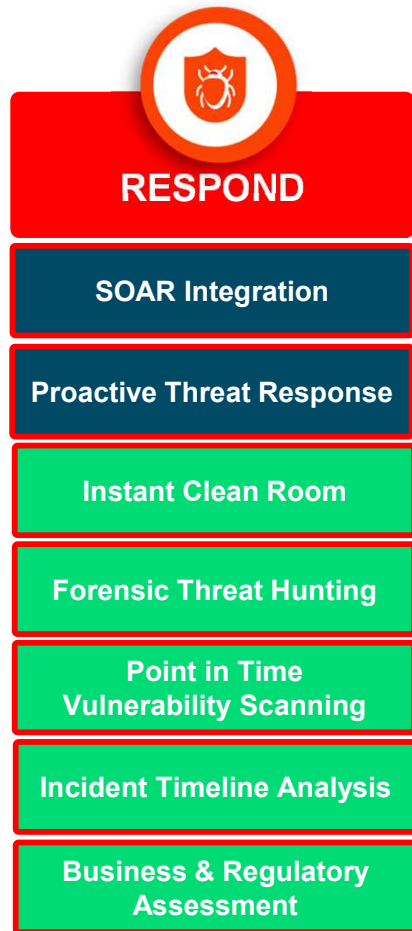 RESPOND
SOAR Integration
Proactive Threat Response
Instant Clean Room
Forensic Threat Hunting
Point in Time
Vulnerability Scanning
Incident Timeline Analysis
Business & Regulatory
Assessment